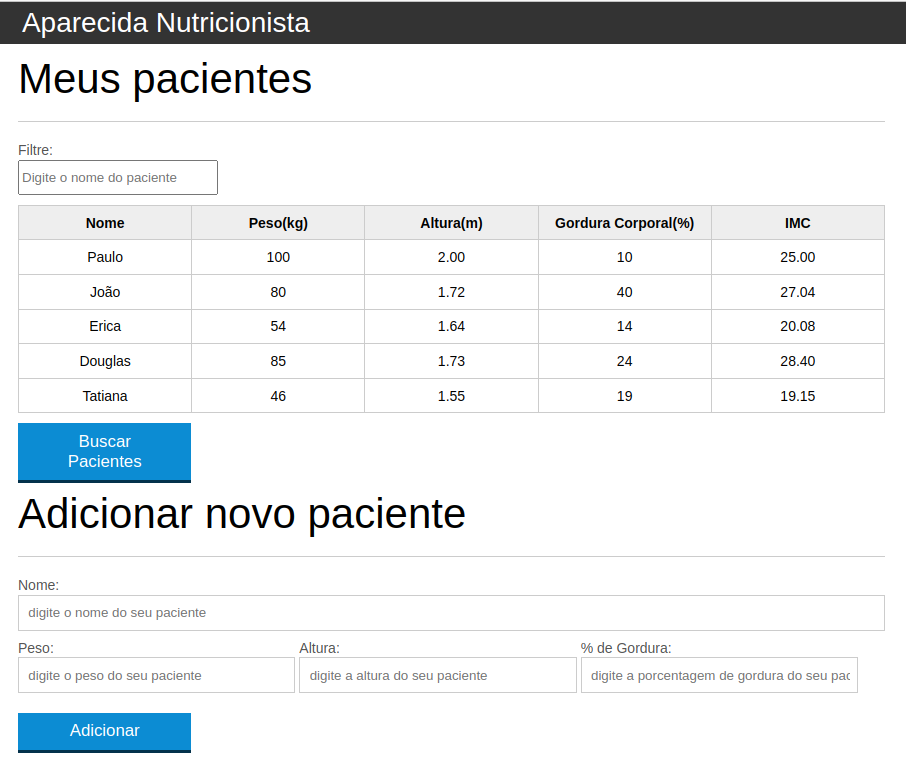 Aparecida Nutricionista
Meus pacientes
Filtre:
Digite o nome do paciente
Nome Peso(kg) Altura(m) Gordura Corporal(%) IMC
Paulo 100 2.00 10 25.00
João 80 1.72 40 27.04
Erica 54 1.64 14 20.08
Douglas 85 1.73 24 28.40
Tatiana 46 1.55 19 19.15
Buscar
Pacientes
Adicionar novo paciente
Nome:
digite o nome do seu paciente
Peso: Altura: % de Gordura:
digite o peso do seu paciente digite a altura do seu paciente digite a porcentagem de gordura do seu pac
Adicionar